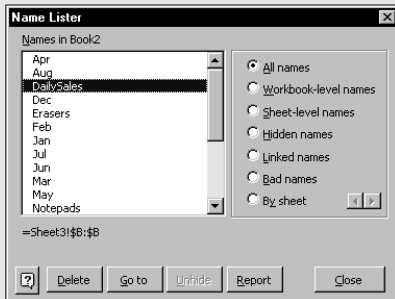 Name Lister
Names in Book2
Apr
Aug
DailySales
Dec
Erasers
Feb
Jan
Jul
Jun
Mar
May
Notepads
All names
Workbook-level names
Sheet-level names
Hidden names
Linked names
Bad names
By sheet
=Sheet3!$B:$B
?
Delete
Go to
Unhide
Report
Close